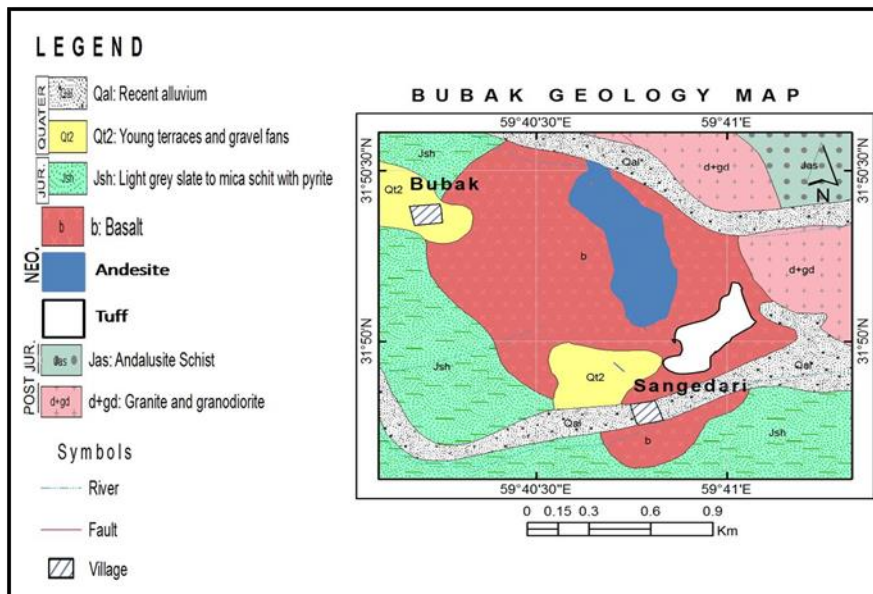 LEGEND
QUATER
Qal
Qal: Recent alluvium
Qt2
Qt2: Young terraces and gravel fans
JUR.
Jsh
Jsh: Light grey slate to mica schit with pyrite
NEO.
b
b: Basalt
Andesite
Tuff
POST JUR.
Jas
Jas: Andalusite Schist
d+gd
d+gd: Granite and granodiorite
Symbols
River
Fault
Village
BUBAK GEOLOGY MAP
59°40'30"E
59°41'E
31°50'30"N
31°50'30"N
31°50'N
31°50'N
Jsh
Qal
d+gd
Jas
N
Qt2
Bubak
b
d+gd
Jsh
Qt2
Sangedari
Qal
Qal
b
Jsh
59°40'30"E
59°41'E
0 0.15 0.3 0.6 0.9
Km